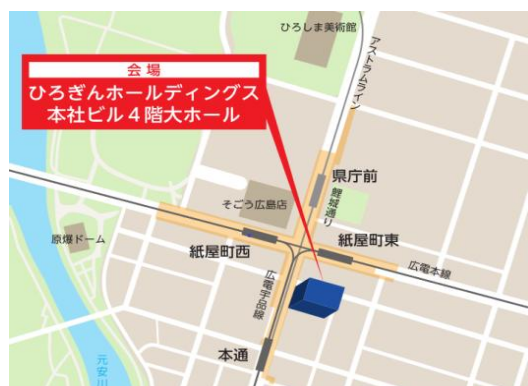 ひろしま美術館
アストラムライン
会場
ひろぎんホールディングス
本社ビル４階大ホール
県庁前
鯉城通り
そごう広島店
原爆ドーム
紙屋町西
紙屋町東
広電本線
広電宇品線
本通
元安川